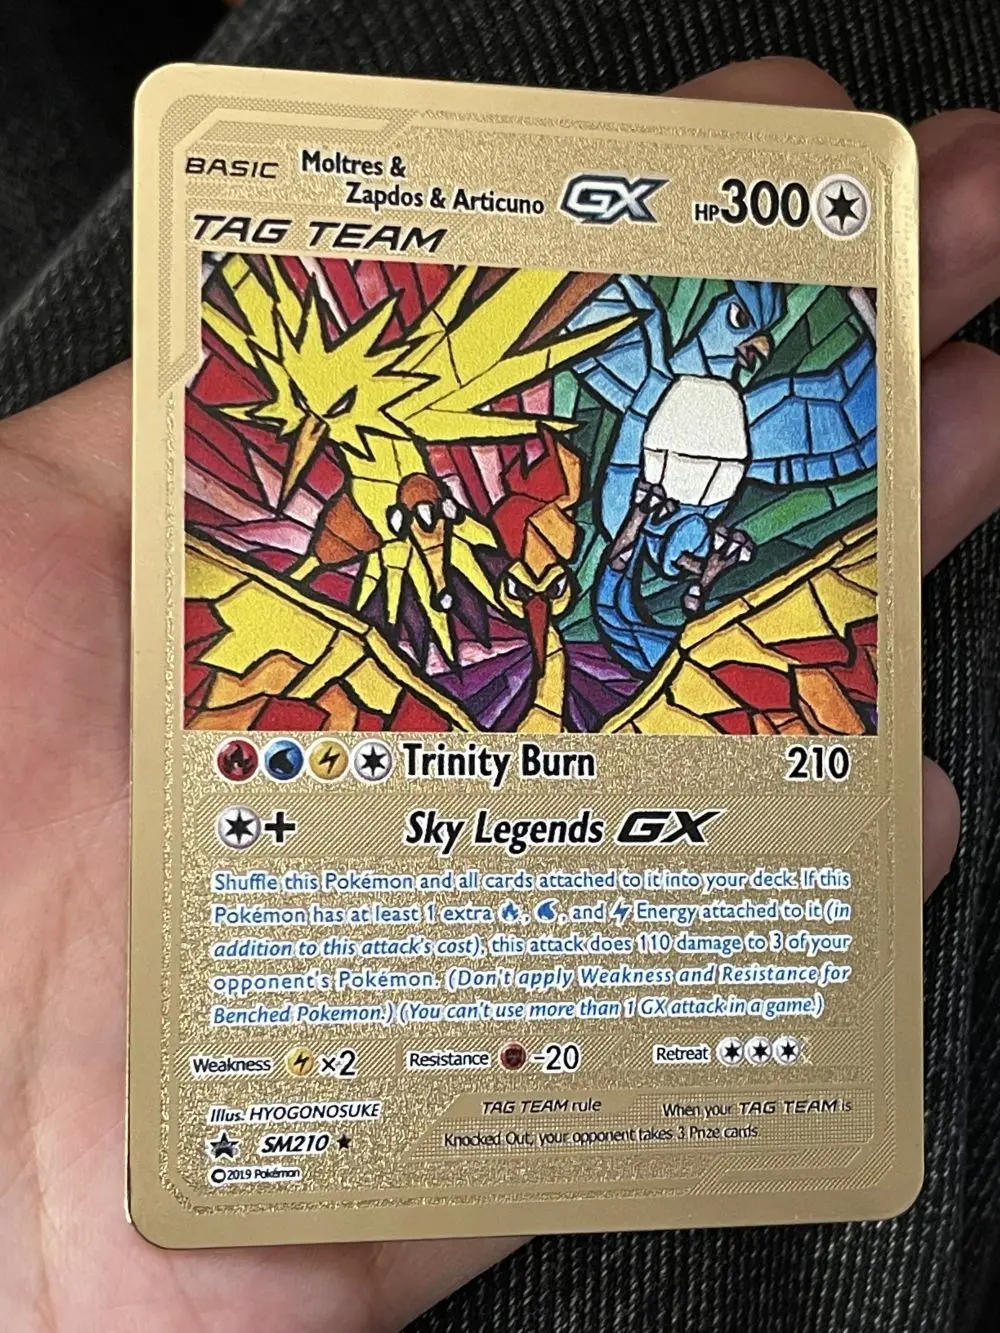 BASIC Moltres &
Zapdos & Articuno GX HP300
TAG TEAM
Trinity Burn 210
+ Sky Legends GX
Shuffle this Pokémon and all cards attached to it into your deck. If this
Pokémon has at least 1 extra , , and Energy attached to it (in
addition to this attack's cost), this attack does 110 damage to 3 of your
opponent's Pokémon. (Don't apply Weakness and Resistance for
Benched Pokemon.) (You can't use more than 1 GX attack in a game.)
Weakness ×2 Resistance -20 Retreat
Illus. HYOGONOSUKE
TAG TEAM rule When your TAG TEAM is
Knocked Out, your opponent takes 3 Prize cards
SM210
©2019 Pokémon